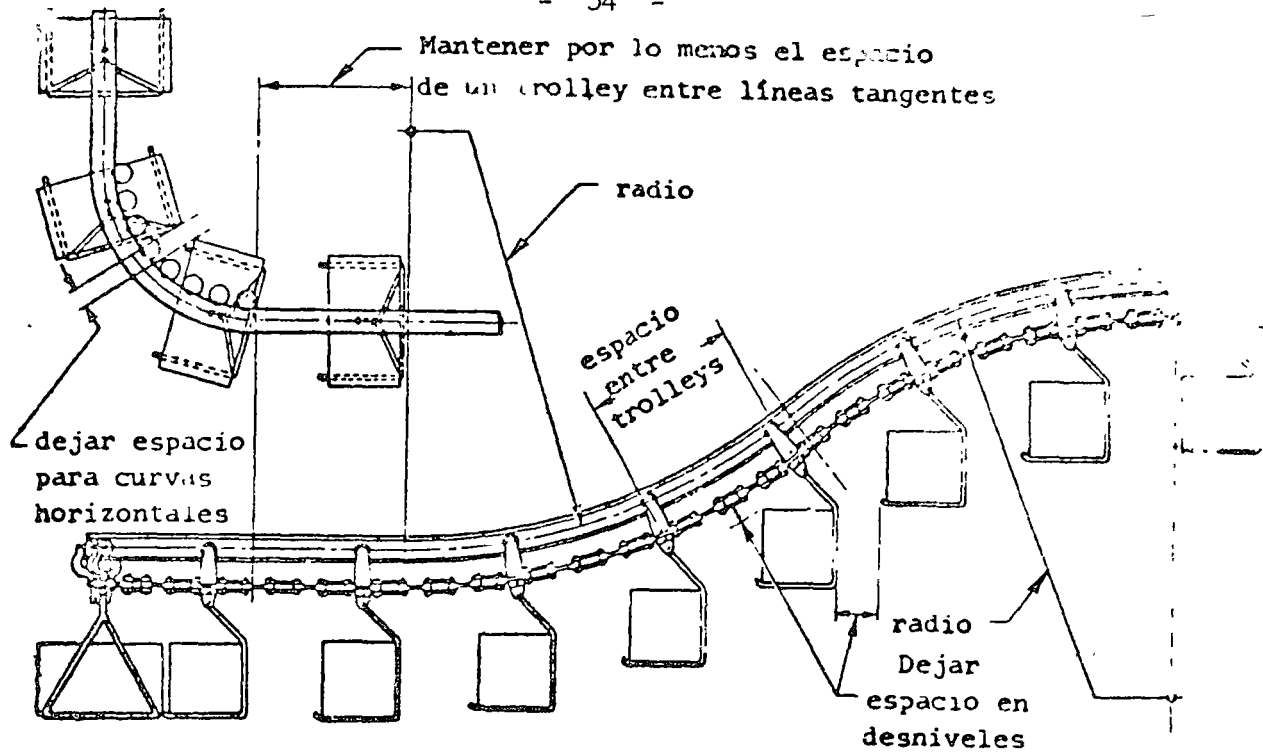 - 54 -
Mantener por lo menos el espacio
de un trolley entre líneas tangentes
radio
espacio
entre
trolleys
dejar espacio
para curvas
horizontales
radio
Dejar
espacio en
desniveles